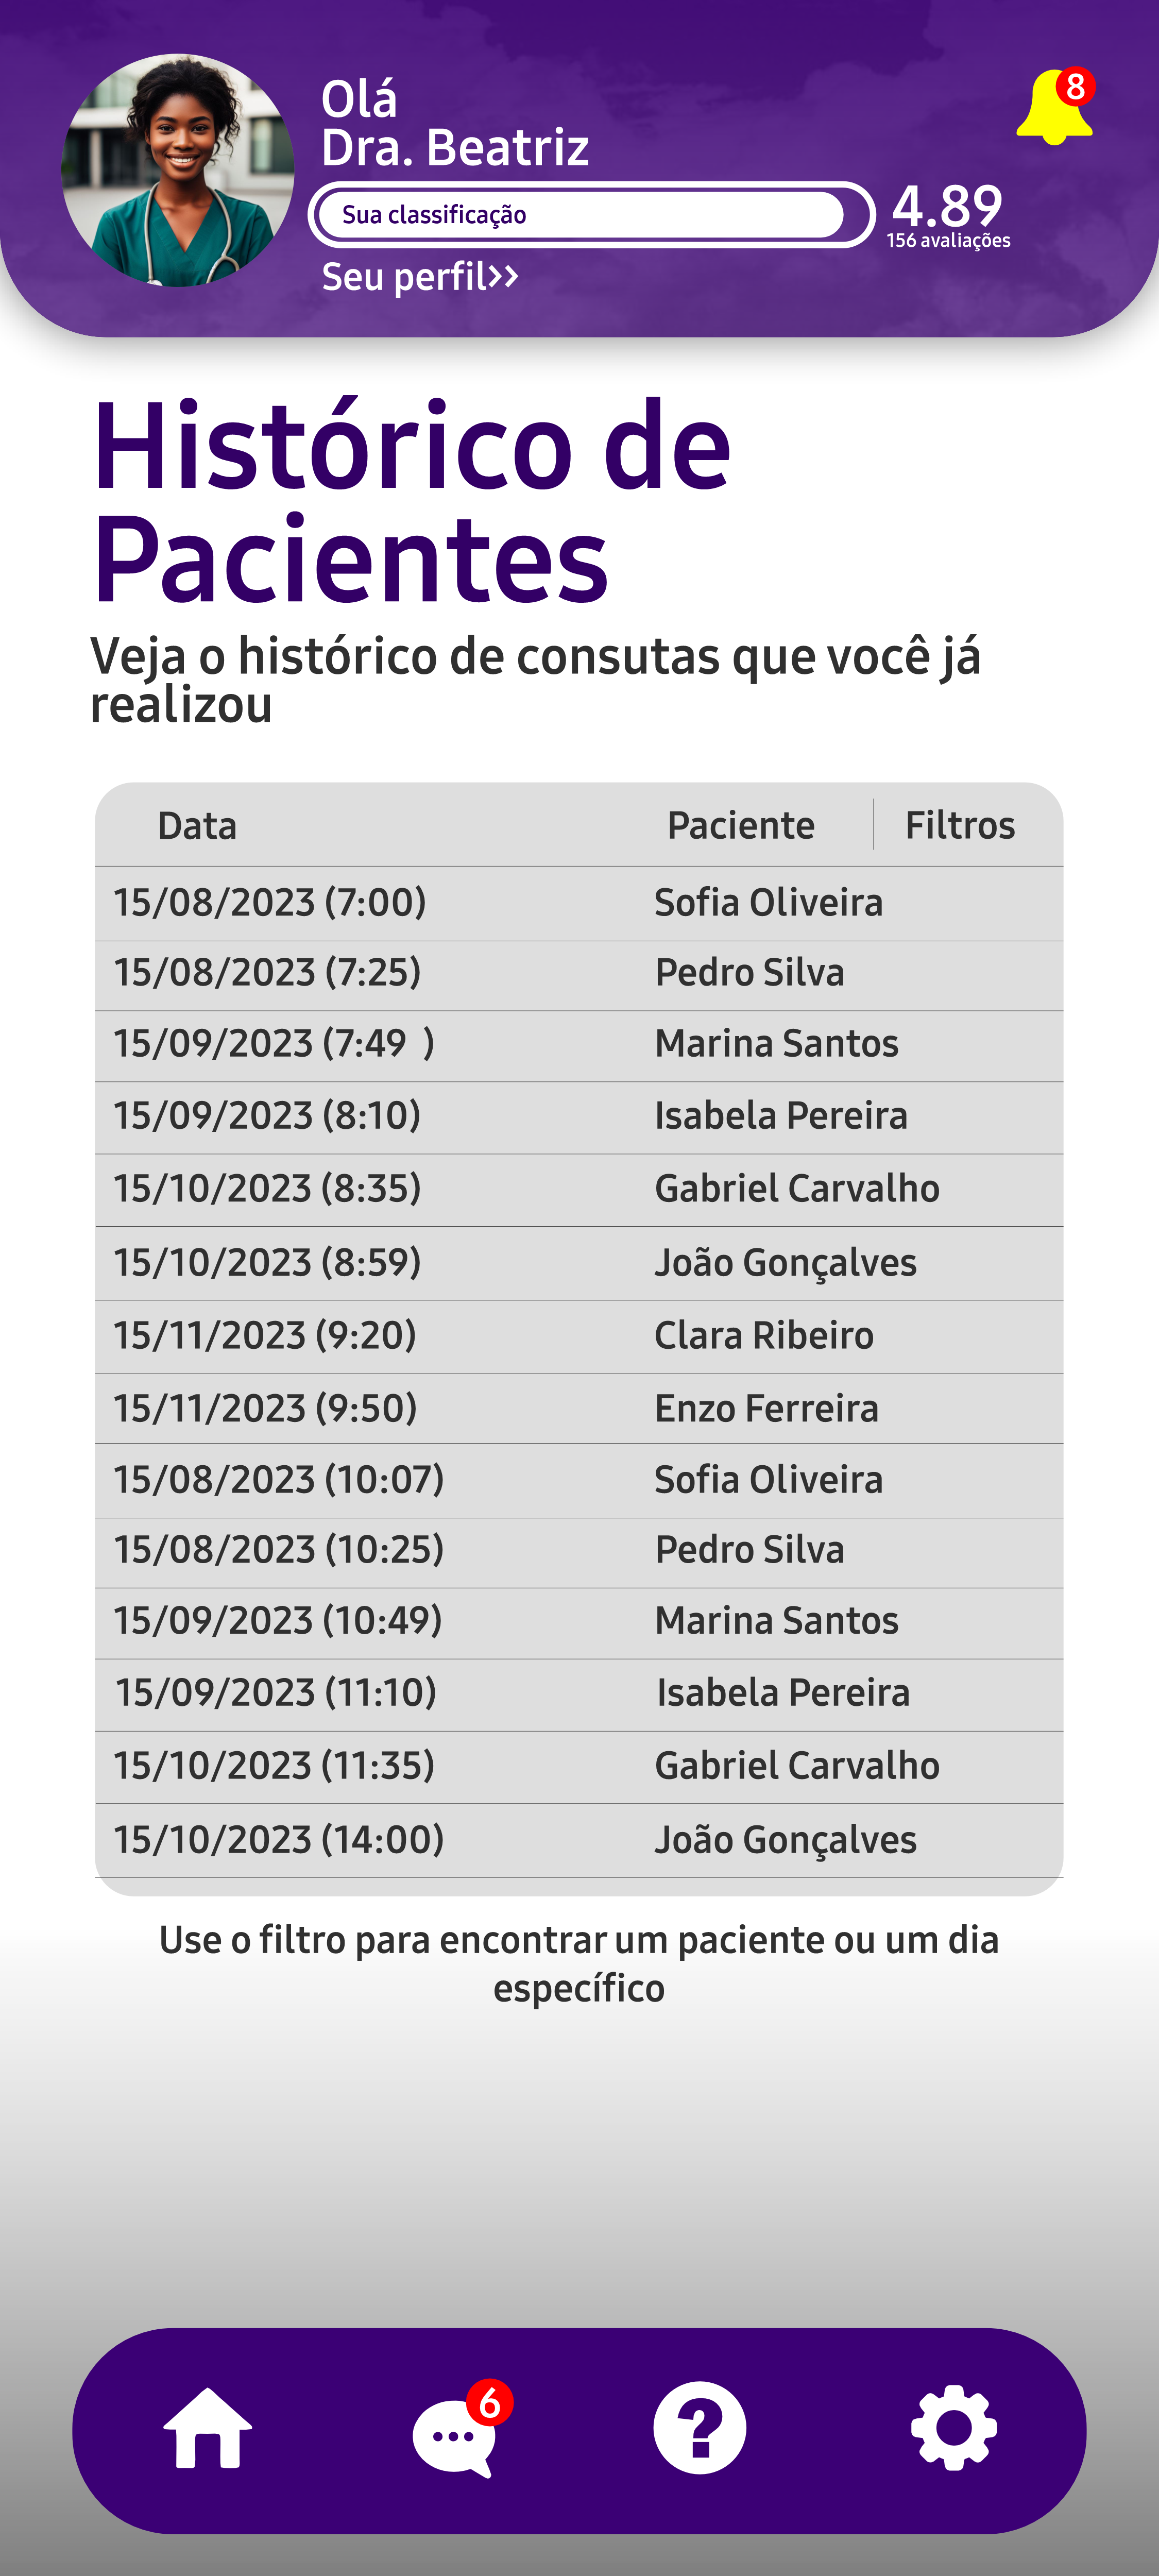 Olá
8
Dra. Beatriz
Sua classificação
4.89
156 avaliações
Seu perfil>>
Histórico de
Pacientes
Veja o histórico de consutas que você já
realizou
Data Paciente Filtros
15/08/2023 (7:00) Sofia Oliveira
15/08/2023 (7:25) Pedro Silva
15/09/2023 (7:49  ) Marina Santos
15/09/2023 (8:10) Isabela Pereira
15/10/2023 (8:35) Gabriel Carvalho
15/10/2023 (8:59) João Gonçalves
15/11/2023 (9:20) Clara Ribeiro
15/11/2023 (9:50) Enzo Ferreira
15/08/2023 (10:07) Sofia Oliveira
15/08/2023 (10:25) Pedro Silva
15/09/2023 (10:49) Marina Santos
15/09/2023 (11:10) Isabela Pereira
15/10/2023 (11:35) Gabriel Carvalho
15/10/2023 (14:00) João Gonçalves
Use o filtro para encontrar um paciente ou um dia
específico
6
?